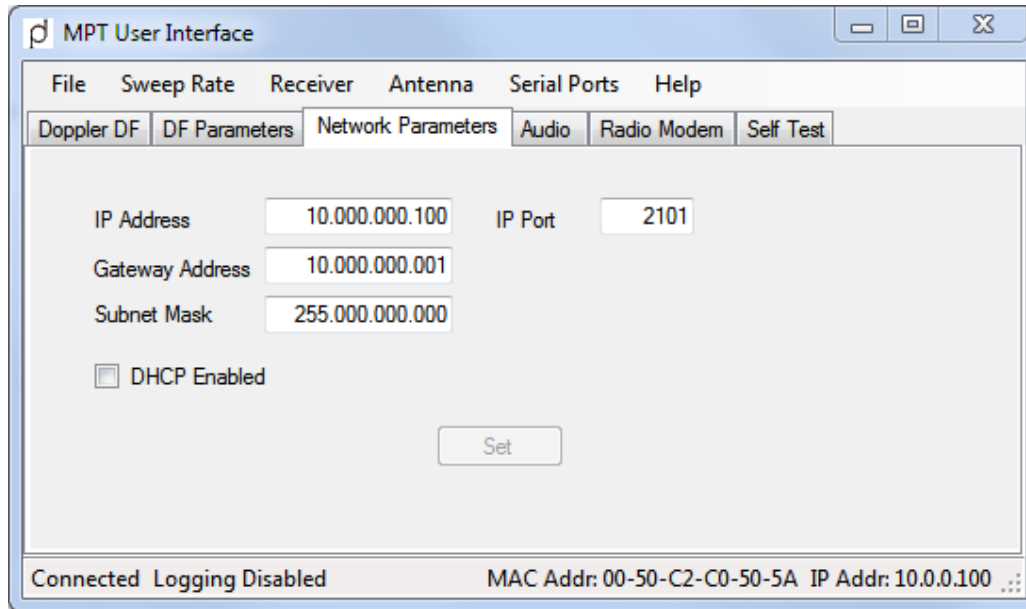 MPT User Interface
File Sweep Rate Receiver Antenna Serial Ports Help
Doppler DF DF Parameters Network Parameters Audio Radio Modem Self Test
IP Address 10.000.000.100 IP Port 2101
Gateway Address 10.000.000.001
Subnet Mask 255.000.000.000
DHCP Enabled
Set
Connected Logging Disabled MAC Addr: 00-50-C2-C0-50-5A IP Addr: 10.0.0.100